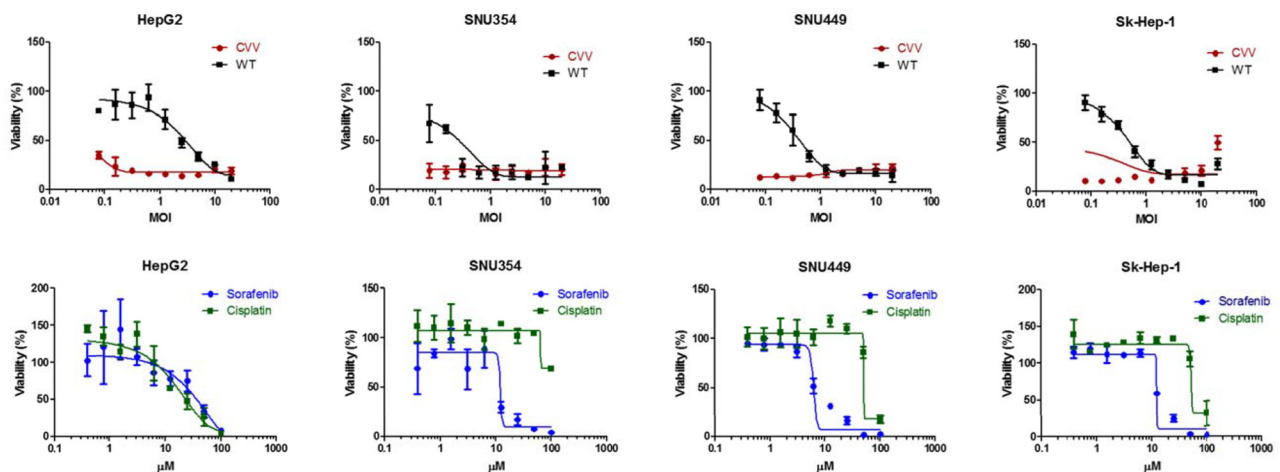 HepG2
150
100
50
0
Viability (%)
0.01 0.1 1 10 100
MOI
CVV
WT
SNU354
150
100
50
0
Viability (%)
0.01 0.1 1 10 100
MOI
CVV
WT
SNU449
150
100
50
0
Viability (%)
0.01 0.1 1 10 100
MOI
CVV
WT
Sk-Hep-1
150
100
50
0
Viability (%)
0.01 0.1 1 10 100
MOI
CVV
WT
HepG2
200
150
100
50
0
Viability (%)
0.1 1 10 100 1000
μM
Sorafenib
Cisplatin
SNU354
150
100
50
0
Viability (%)
0.1 1 10 100 1000
μM
Sorafenib
Cisplatin
SNU449
150
100
50
0
Viability (%)
0.1 1 10 100 1000
μM
Sorafenib
Cisplatin
Sk-Hep-1
200
150
100
50
0
Viability (%)
0.1 1 10 100 1000
μM
Sorafenib
Cisplatin